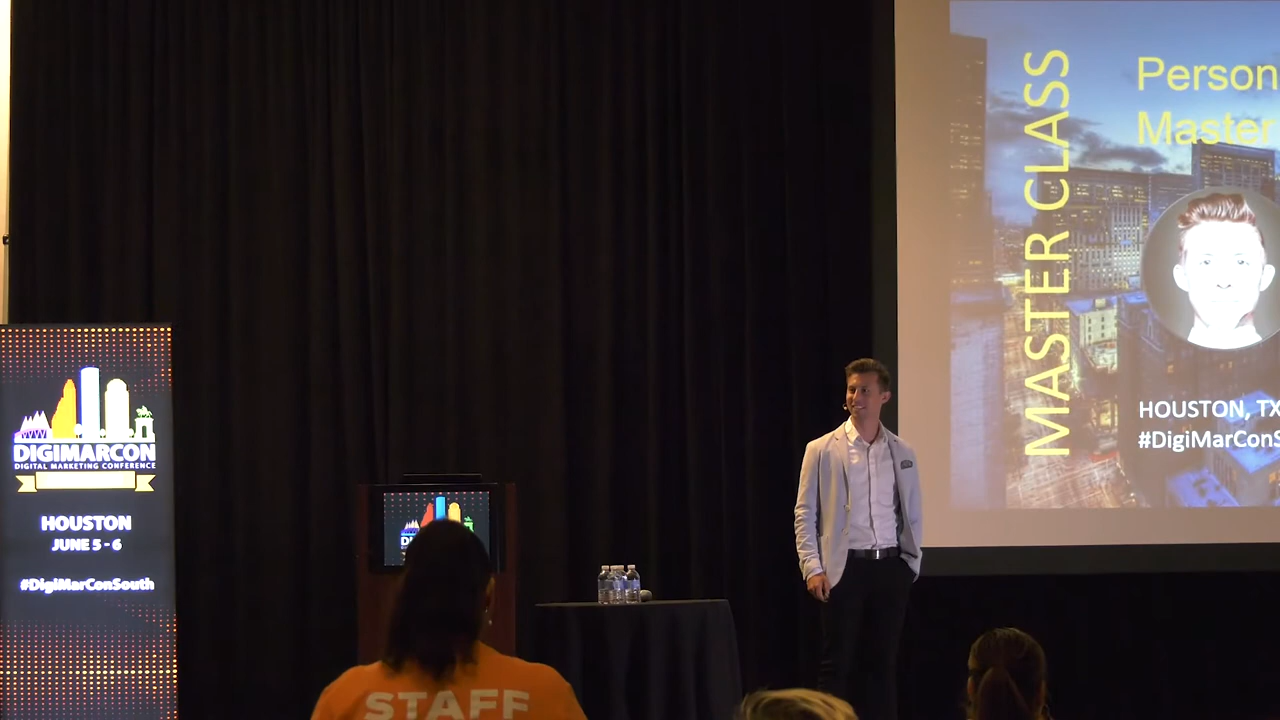 DIGIMARCON
DIGITAL MARKETING CONFERENCE
HOUSTON
JUNE 5 - 6
#DigiMarConSouth
STAFF
MASTER CLASS
Person
Master
HOUSTON, TX
#DigiMarConS